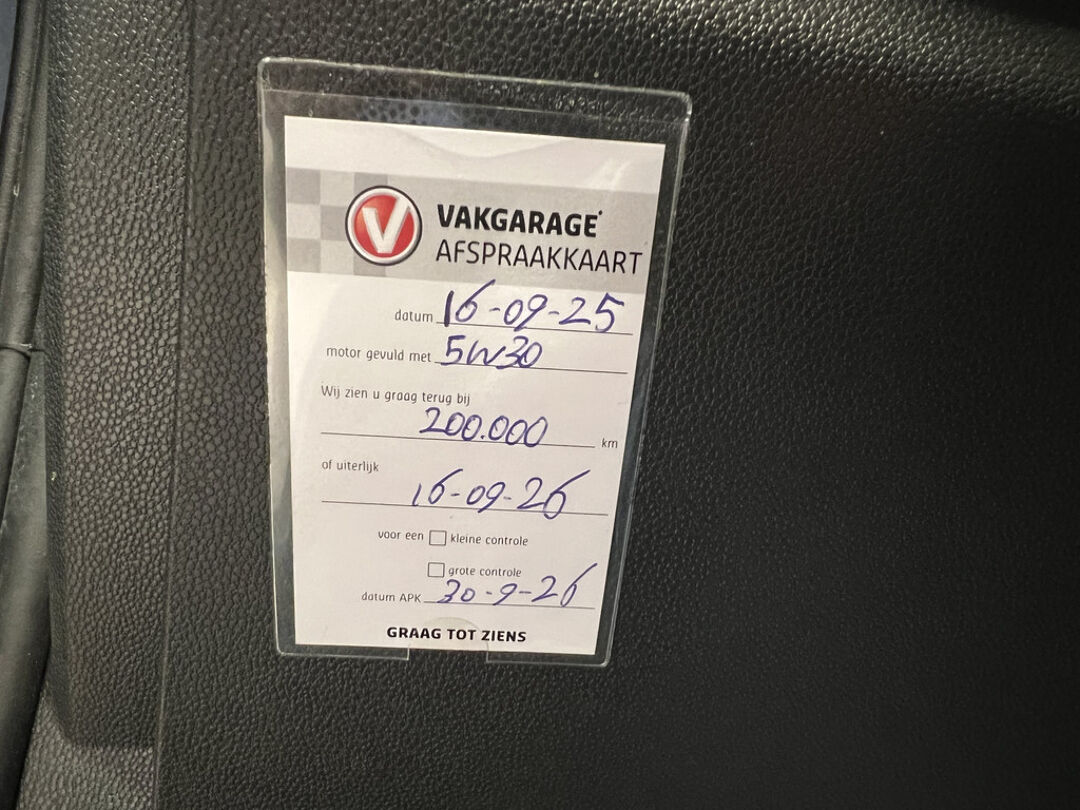 V VAKGARAGE
AFSPRAAKKAART
datum 16-09-25
motor gevuld met 5W30
Wij zien u graag terug bij
200.000 km
of uiterlijk
16-09-26
voor een kleine controle
grote controle
datum APK 30-9-26
GRAAG TOT ZIENS